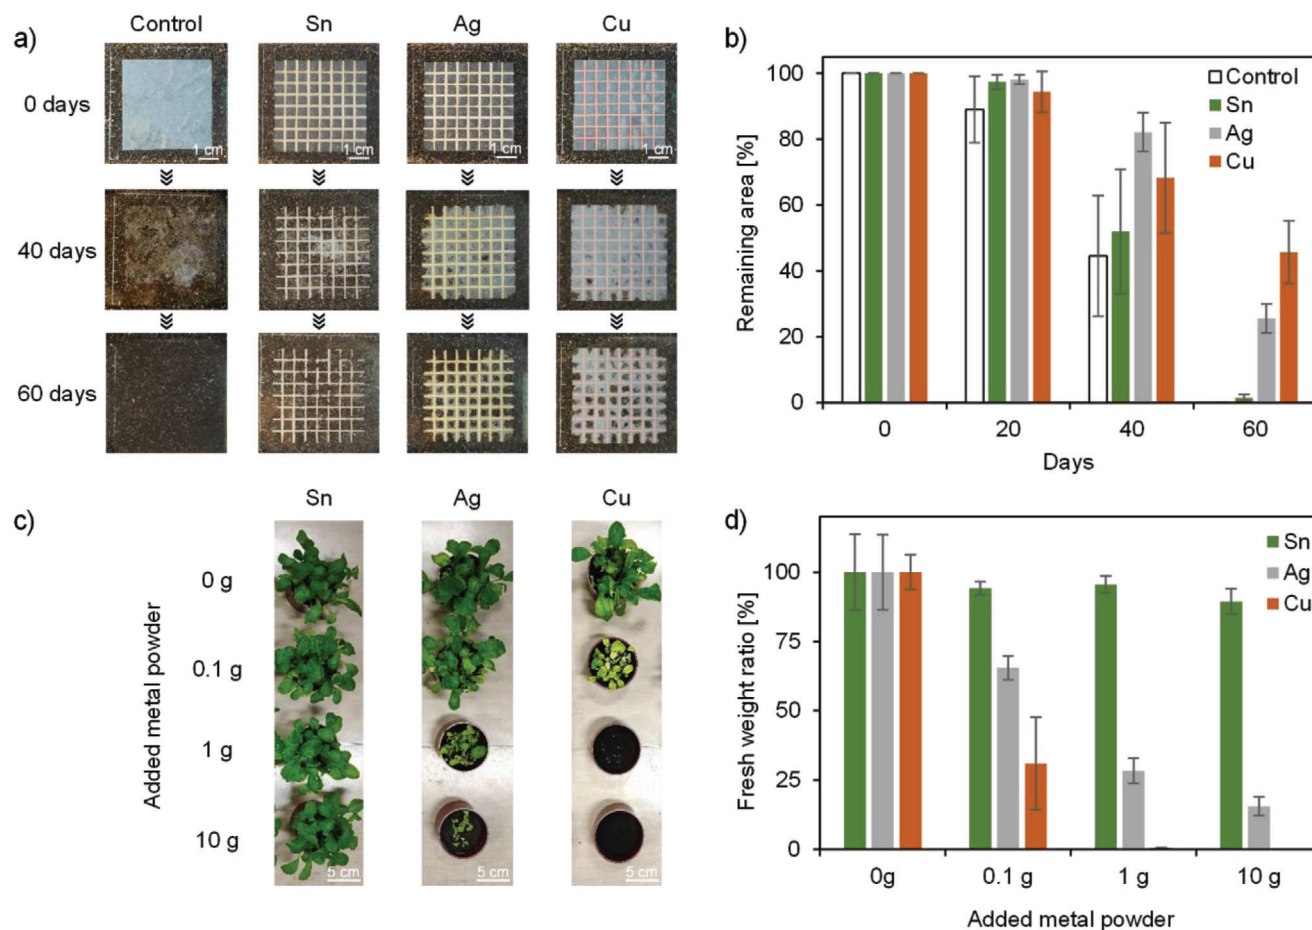 a)
Control Sn Ag Cu
0 days
1 cm 1 cm 1 cm 1 cm
40 days
60 days
b)
Remaining area [%]
100
80
60
40
20
0
Control
Sn
Ag
Cu
0 20 40 60
Days
c)
Sn Ag Cu
Added metal powder
0 g
0.1 g
1 g
10 g
5 cm 5 cm 5 cm
d)
Fresh weight ratio [%]
100
75
50
25
0
Sn
Ag
Cu
0g 0.1 g 1 g 10 g
Added metal powder